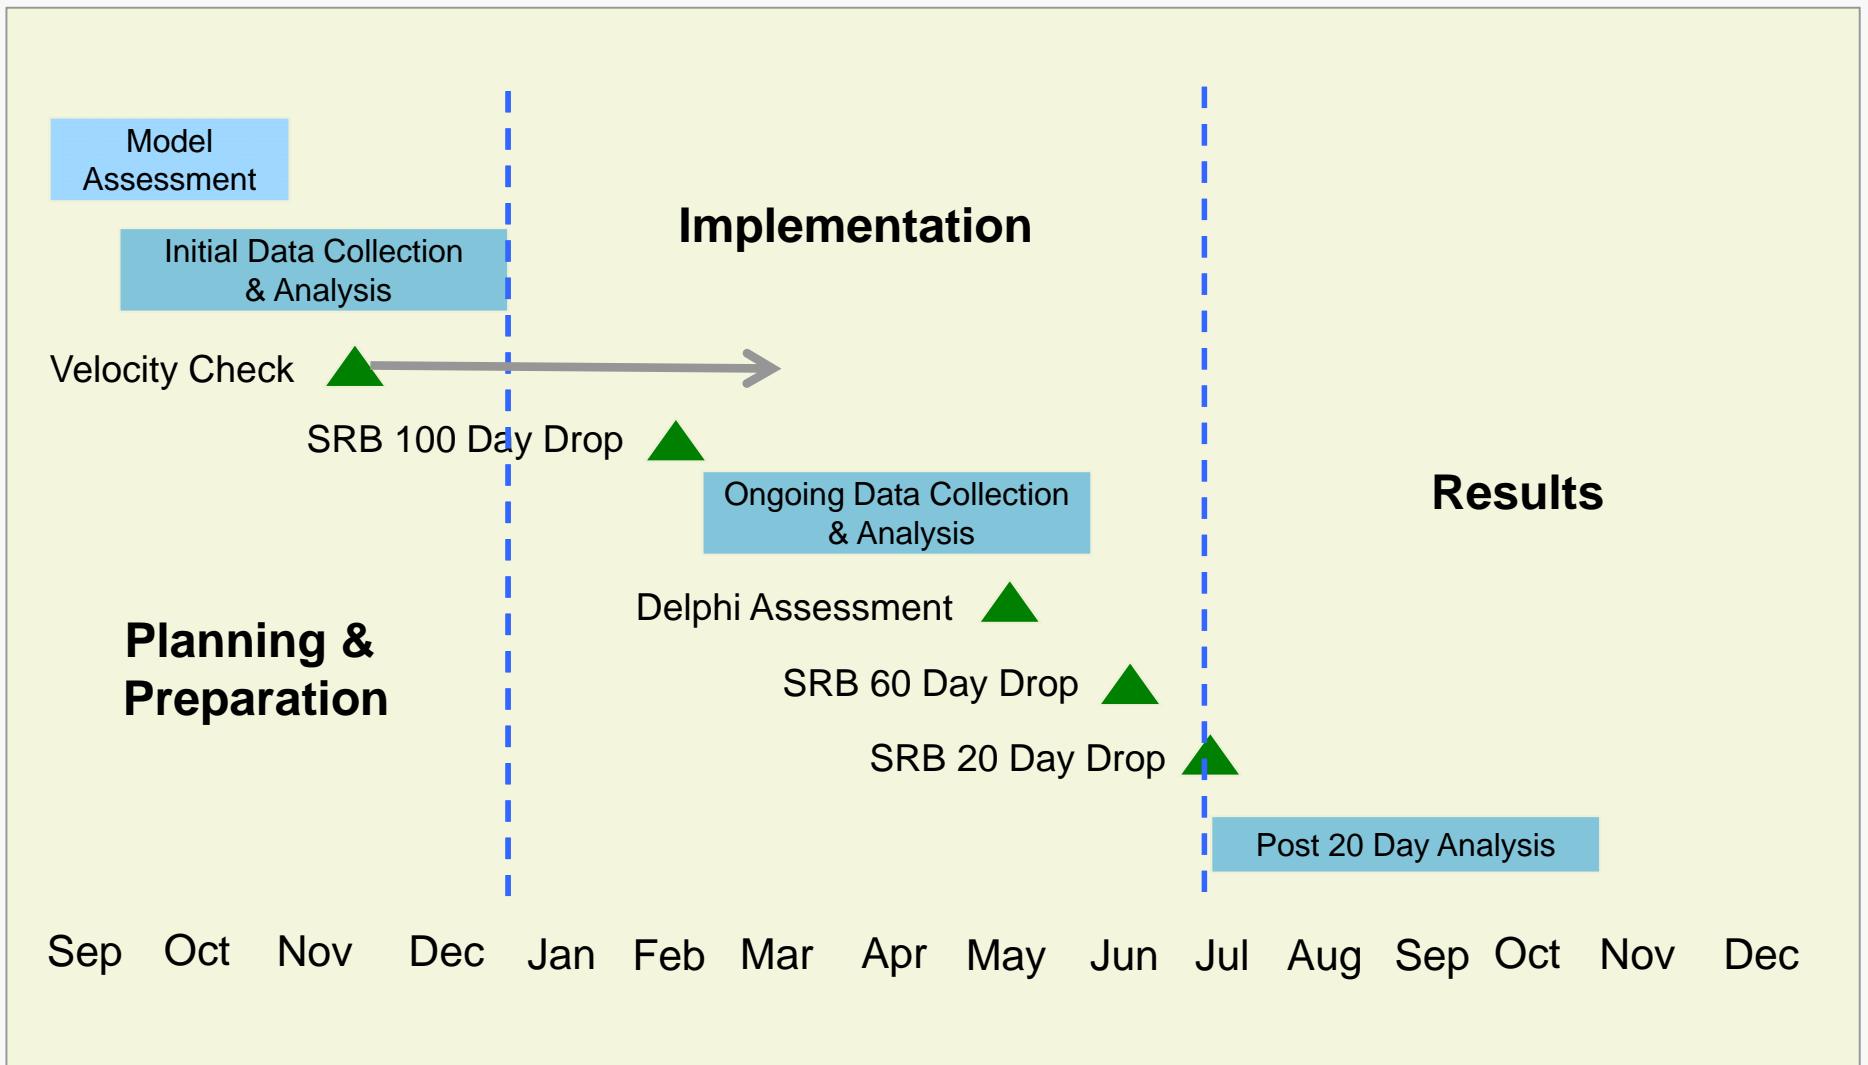 Model
Assessment
Implementation
Initial Data Collection
& Analysis
Velocity Check
SRB 100 Day Drop
Ongoing Data Collection
& Analysis
Results
Delphi Assessment
Planning &
Preparation
SRB 60 Day Drop
SRB 20 Day Drop
Post 20 Day Analysis
Sep Oct Nov Dec Jan Feb Mar Apr May Jun Jul Aug Sep Oct Nov Dec